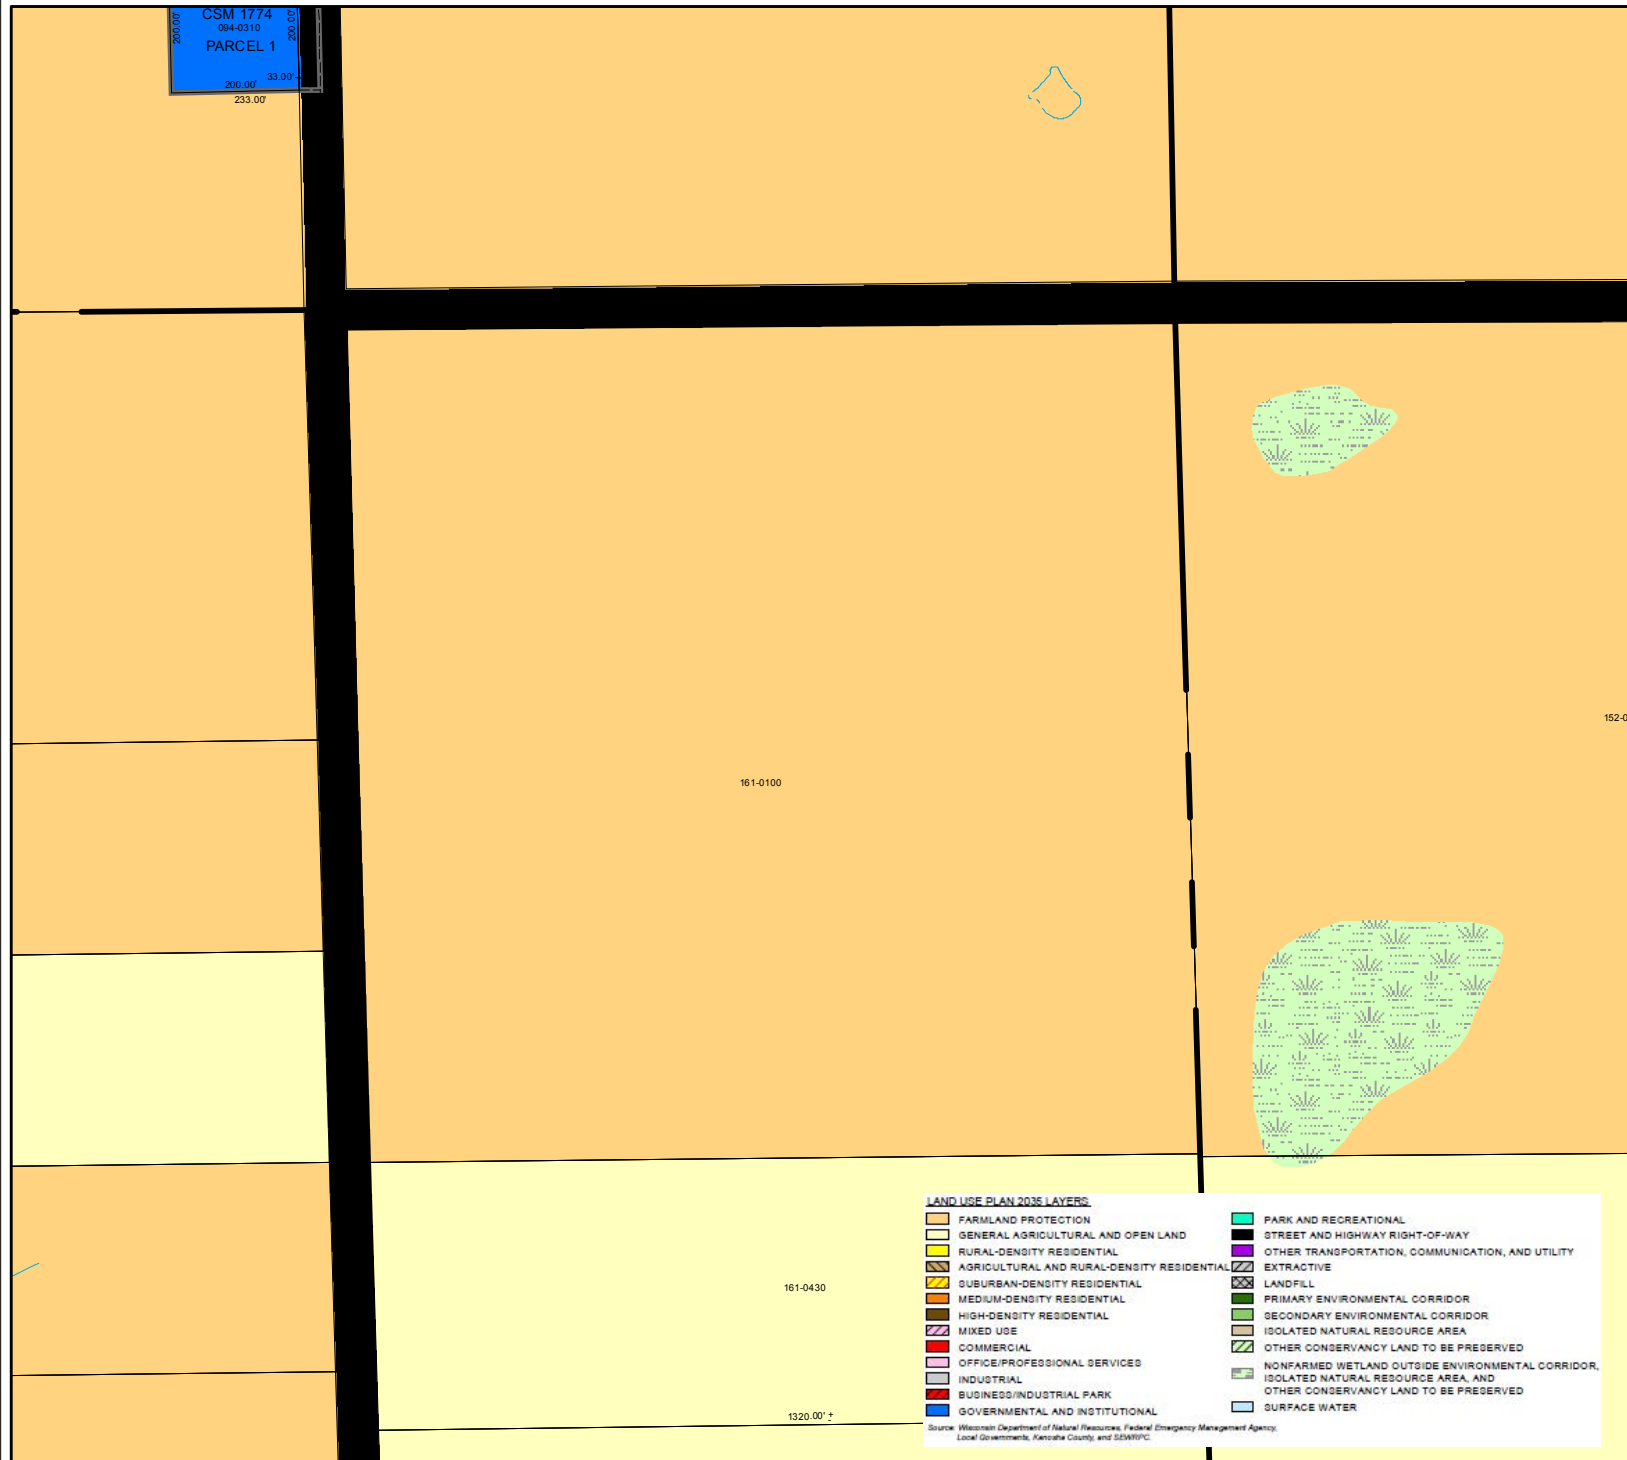 CSM 1774
094-0310
PARCEL 1
200.00'
200.00'
33.00'
200.00'
233.00'
152-0
161-0100
161-0430
1320.00' ±
LAND USE PLAN 2035 LAYERS
FARMLAND PROTECTION
GENERAL AGRICULTURAL AND OPEN LAND
RURAL-DENSITY RESIDENTIAL
AGRICULTURAL AND RURAL-DENSITY RESIDENTIAL
SUBURBAN-DENSITY RESIDENTIAL
MEDIUM-DENSITY RESIDENTIAL
HIGH-DENSITY RESIDENTIAL
MIXED USE
COMMERCIAL
OFFICE/PROFESSIONAL SERVICES
INDUSTRIAL
BUSINESS/INDUSTRIAL PARK
GOVERNMENTAL AND INSTITUTIONAL
PARK AND RECREATIONAL
STREET AND HIGHWAY RIGHT-OF-WAY
OTHER TRANSPORTATION, COMMUNICATION, AND UTILITY
EXTRACTIVE
LANDFILL
PRIMARY ENVIRONMENTAL CORRIDOR
SECONDARY ENVIRONMENTAL CORRIDOR
ISOLATED NATURAL RESOURCE AREA
OTHER CONSERVANCY LAND TO BE PRESERVED
NONFARMED WETLAND OUTSIDE ENVIRONMENTAL CORRIDOR,
ISOLATED NATURAL RESOURCE AREA, AND
OTHER CONSERVANCY LAND TO BE PRESERVED
SURFACE WATER
Source: Wisconsin Department of Natural Resources, Federal Emergency Management Agency,
Local Governments, Kenosha County, and SEWRPC.